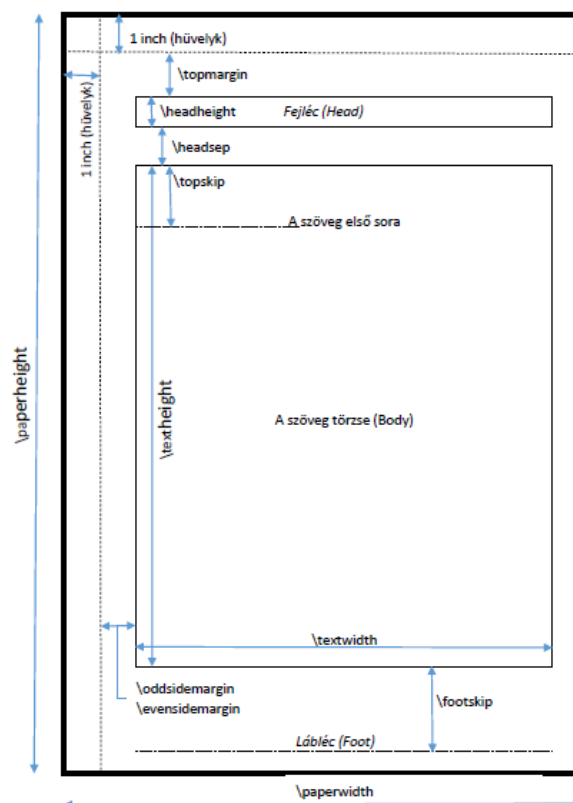 1 inch (hüvelyk)
\topmargin
1 inch (hüvelyk)
\headheight
Fejléc (Head)
\headsep
\topskip
A szöveg első sora
\paperheight
\textheight
A szöveg törzse (Body)
\textwidth
\oddsidemargin
\evensidemargin
\footskip
Lábléc (Foot)
\paperwidth